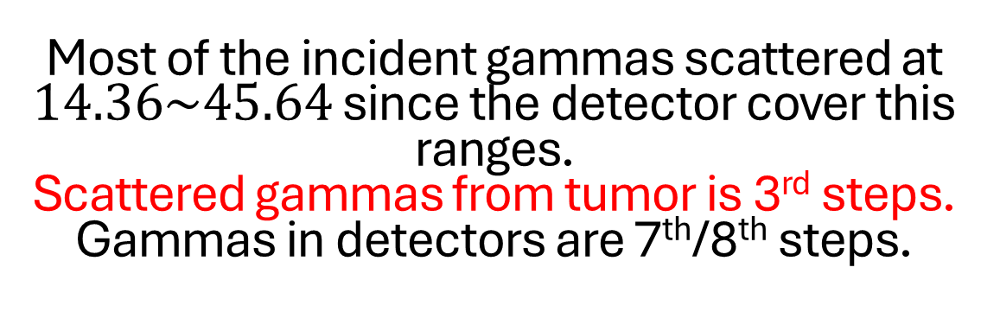 Most of the incident gammas scattered at
14.36~45.64 since the detector cover this
ranges.
Scattered gammas from tumor is 3rd steps.
Gammas in detectors are 7th/8th steps.